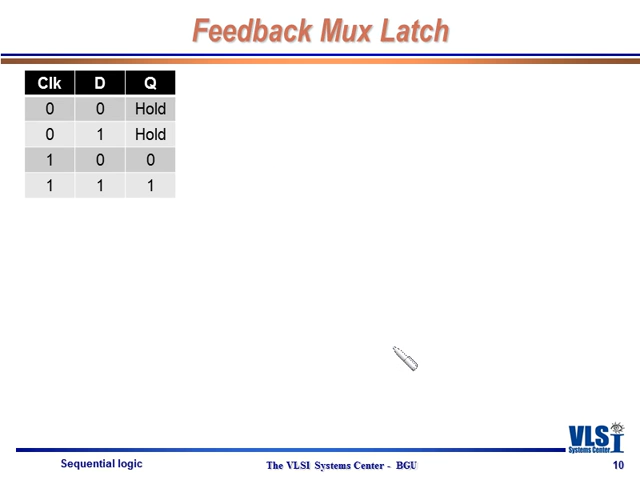 Feedback Mux Latch
Clk D Q
0 0 Hold
0 1 Hold
1 0 0
1 1 1
VLSI
Systems Center
Sequential logic
The VLSI Systems Center - BGU
10